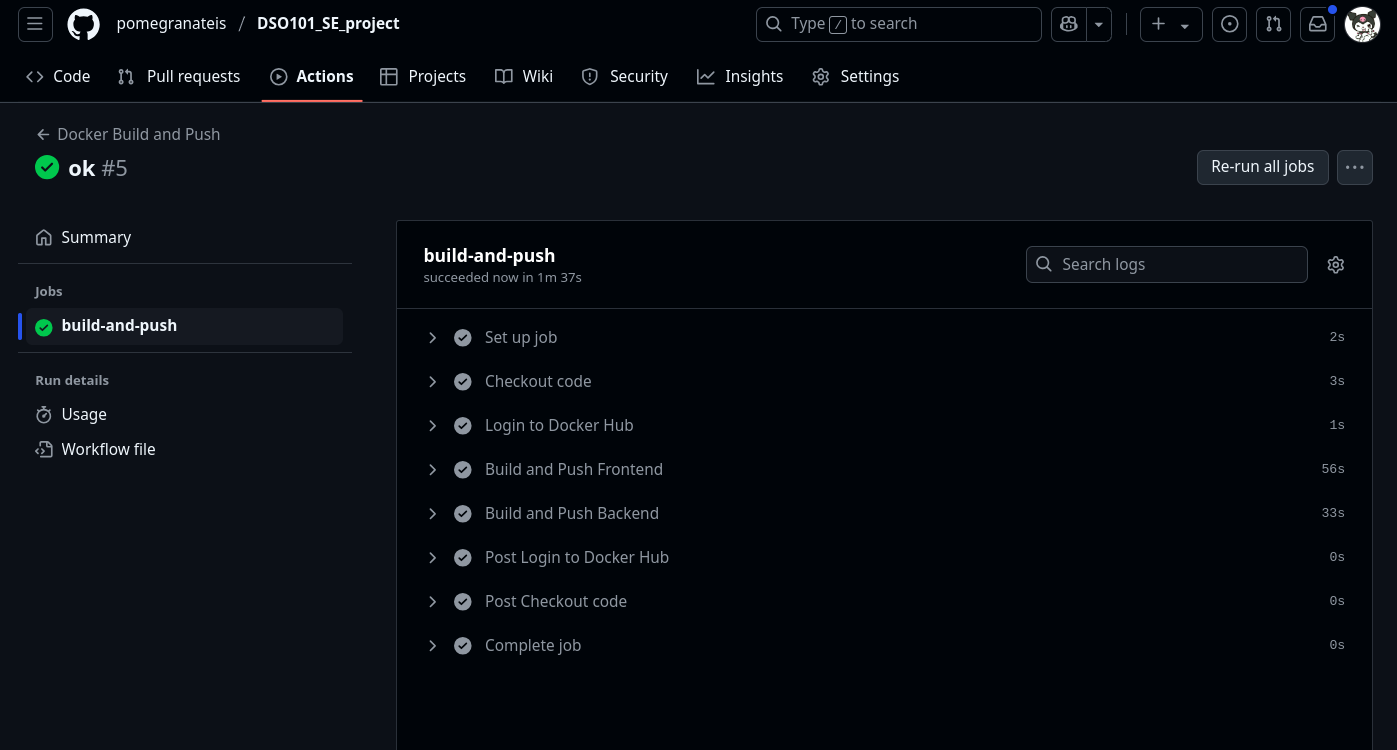 pomegranateis / DSO101_SE_project
Type / to search
Code Pull requests Actions Projects Wiki Security Insights Settings
← Docker Build and Push
ok #5
Re-run all jobs
Summary
Jobs
build-and-push
Run details
Usage
Workflow file
build-and-push
succeeded now in 1m 37s
Search logs
Set up job 2s
Checkout code 3s
Login to Docker Hub 1s
Build and Push Frontend 56s
Build and Push Backend 33s
Post Login to Docker Hub 0s
Post Checkout code 0s
Complete job 0s